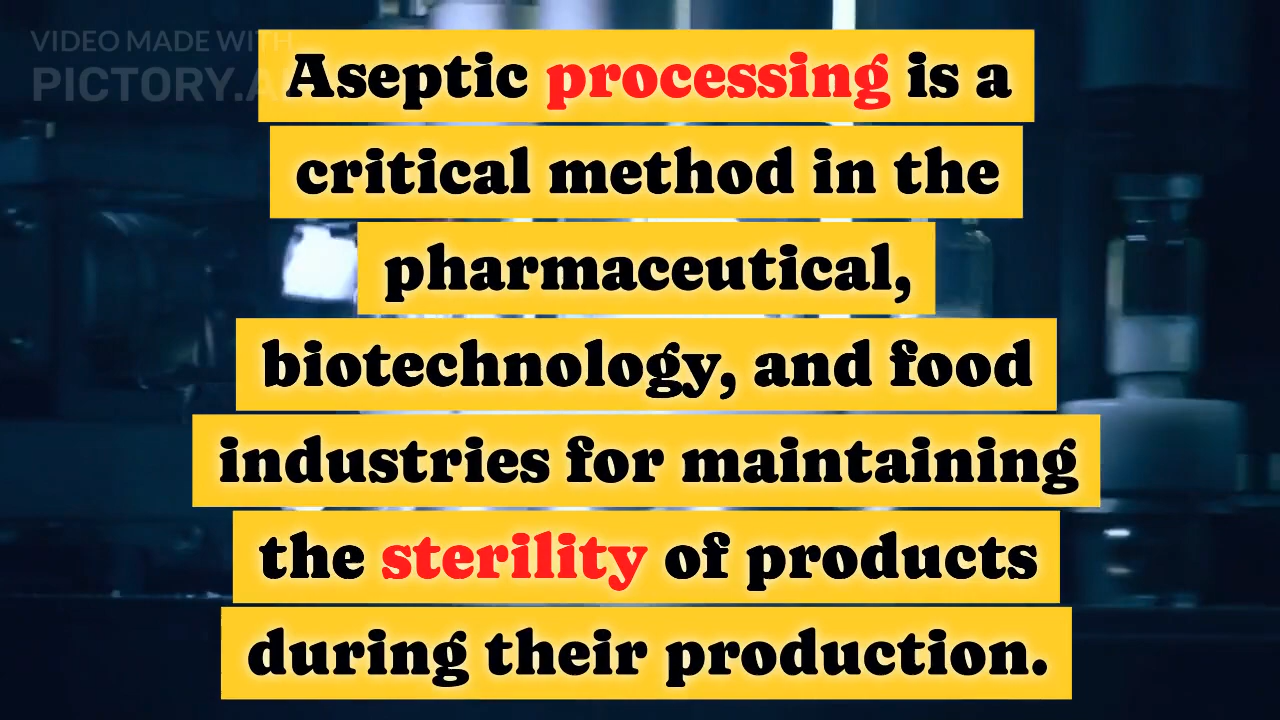 VIDEO MADE WITH
PICTORY.A
Aseptic processing is a
critical method in the
pharmaceutical,
biotechnology, and food
industries for maintaining
the sterility of products
during their production.